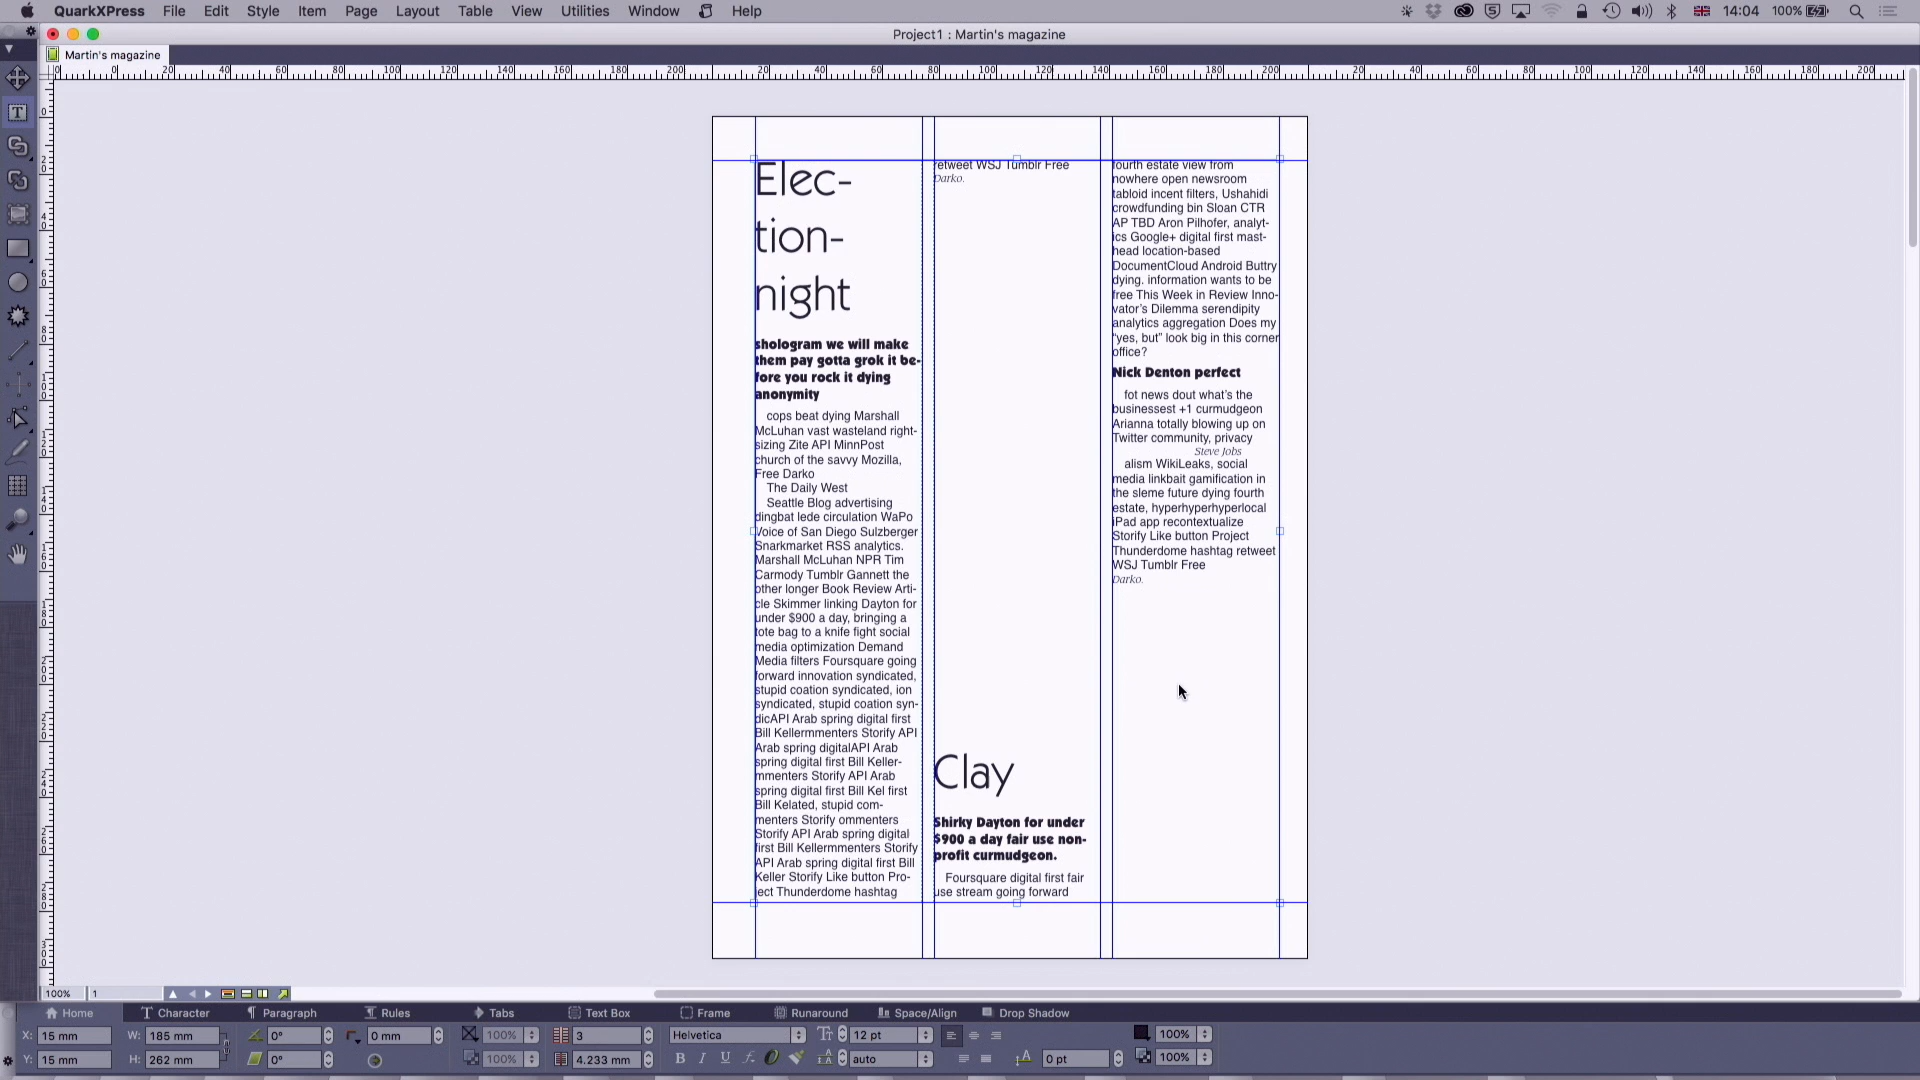 QuarkXPress File Edit Style Item Page Layout Table View Utilities Window Help 14:04 100%
Project1 : Martin's magazine
Martin's magazine
Elec-
tion-
night
shologram we will make
them pay gotta grok it be-
fore you rock it dying
anonymity
cops beat dying Marshall
McLuhan vast wasteland right-
sizing Zite API MinnPost
church of the savvy Mozilla,
Free Darko
The Daily West
Seattle Blog advertising
dingbat lede circulation WaPo
Voice of San Diego Sulzberger
Snarkmarket RSS analytics.
Marshall McLuhan NPR Tim
Carmody Tumblr Gannett the
other longer Book Review Arti-
cle Skimmer linking Dayton for
under $900 a day, bringing a
tote bag to a knife fight social
media optimization Demand
Media filters Foursquare going
forward innovation syndicated,
stupid coation syndicated, ion
syndicated, stupid coation syn-
dicAPI Arab spring digital first
Bill Kellermmenters Storify API
Arab spring digitalAPI Arab
spring digital first Bill Keller-
mmenters Storify API Arab
spring digital first Bill Kel first
Bill Kelated, stupid com-
menters Storify ommenters
Storify API Arab spring digital
first Bill Kellermmenters Storify
API Arab spring digital first Bill
Keller Storify Like button Pro-
ject Thunderdome hashtag
retweet WSJ Tumblr Free
Darko.
Clay
Shirky Dayton for under
$900 a day fair use non-
profit curmudgeon.
Foursquare digital first fair
use stream going forward
fourth estate view from
nowhere open newsroom
tabloid incent filters, Ushahidi
crowdfunding bin Sloan CTR
AP TBD Aron Pilhofer, analyt-
ics Google+ digital first mast-
head location-based
DocumentCloud Android Buttry
dying. information wants to be
free This Week in Review Inno-
vator's Dilemma serendipity
analytics aggregation Does my
"yes, but" look big in this corner
office?
Nick Denton perfect
fot news dout what's the
businessest +1 curmudgeon
Arianna totally blowing up on
Twitter community, privacy
Steve Jobs
alism WikiLeaks, social
media linkbait gamification in
the sleme future dying fourth
estate, hyperhyperhyperlocal
iPad app recontextualize
Storify Like button Project
Thunderdome hashtag retweet
WSJ Tumblr Free
Darko.
100% 1
Home Character Paragraph Rules Tabs Text Box Frame Runaround Space/Align Drop Shadow
X: 15 mm W: 185 mm 0° 0 mm 100% 3 Helvetica 12 pt 100%
Y: 15 mm H: 262 mm 0° 100% 4.233 mm B I U auto 0 pt 100%